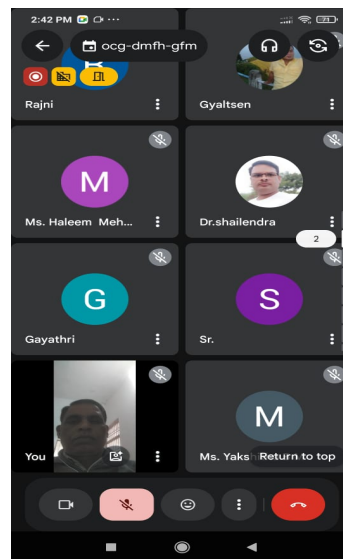 2:42 PM
71
ocg-dmfh-gfm
Rajni
Gyaltsen
M
Ms. Haleem Meh...
Dr.shailendra
2
G
Gayathri
S
Sr.
You
M
Ms. Yaks
Return to top